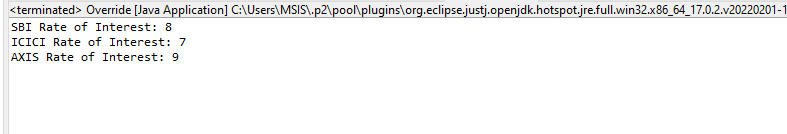 <terminated> Override [Java Application] C:\Users\MSIS\.p2\pool\plugins\org.eclipse.justj.openjdk.hotspot.jre.full.win32.x86_64_17.0.2.v20220201-1
SBI Rate of Interest: 8
ICICI Rate of Interest: 7
AXIS Rate of Interest: 9